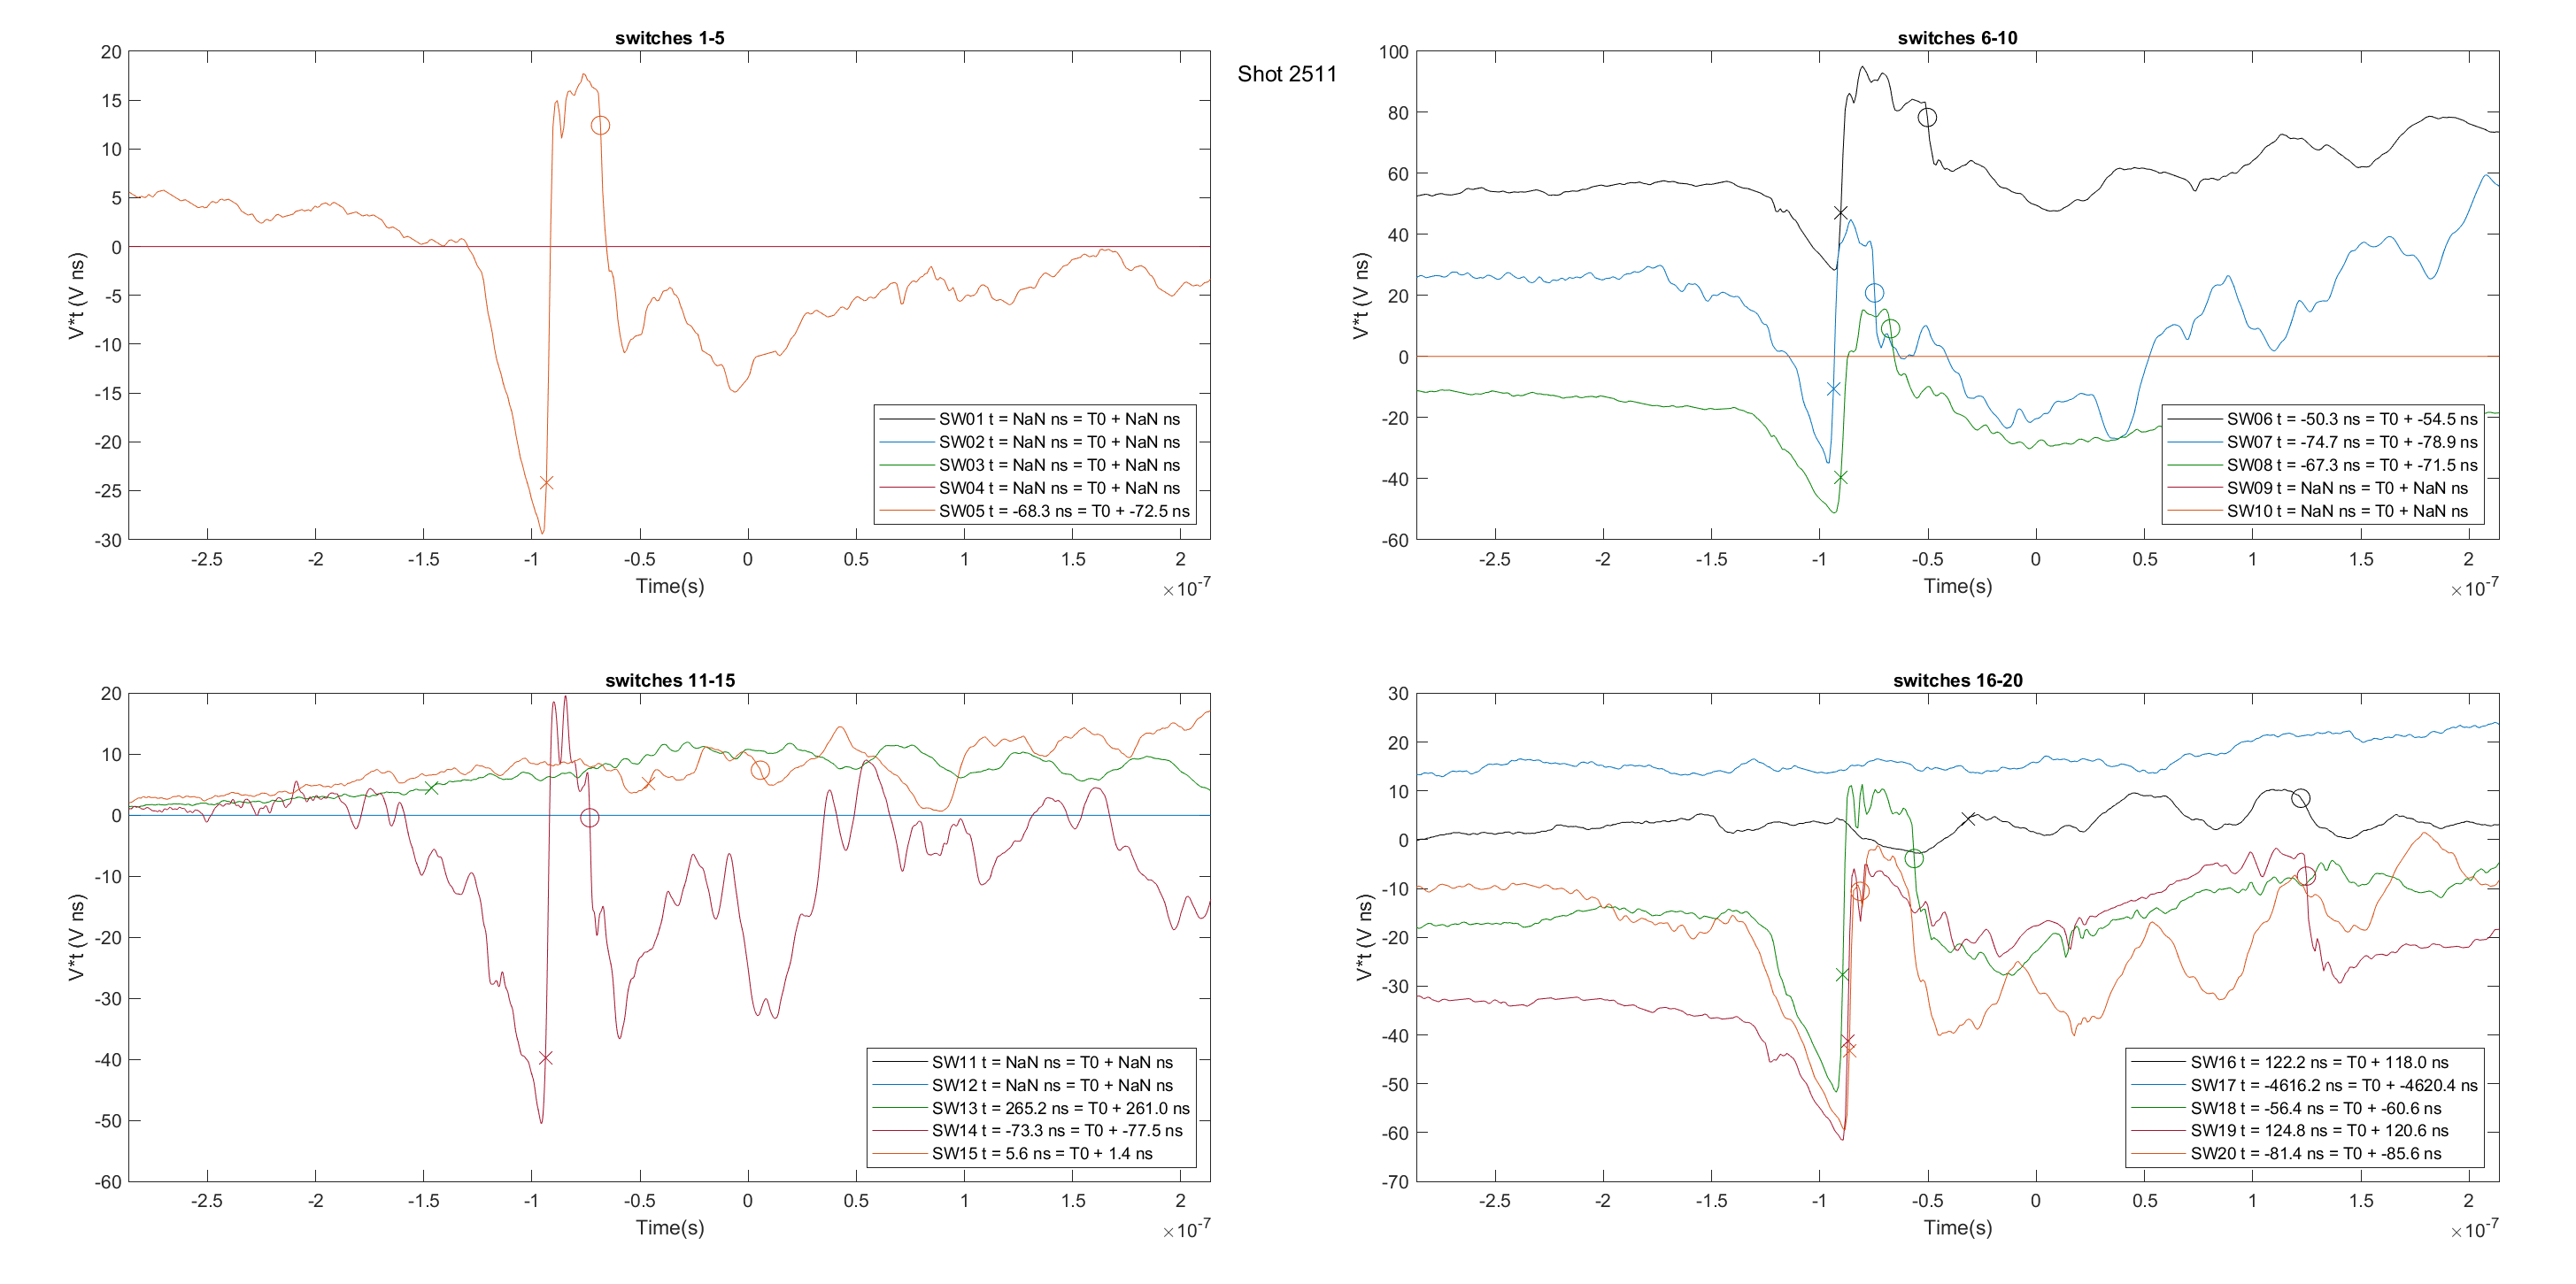 Shot 2511
switches 1-5
20
15
10
5
0
-5
-10
-15
-20
-25
-30
V*t (V ns)
-2.5 -2 -1.5 -1 -0.5 0 0.5 1 1.5 2
Time(s)
×10-7
SW01 t = NaN ns = T0 + NaN ns
SW02 t = NaN ns = T0 + NaN ns
SW03 t = NaN ns = T0 + NaN ns
SW04 t = NaN ns = T0 + NaN ns
SW05 t = -68.3 ns = T0 + -72.5 ns
switches 6-10
100
80
60
40
20
0
-20
-40
-60
V*t (V ns)
-2.5 -2 -1.5 -1 -0.5 0 0.5 1 1.5 2
Time(s)
×10-7
SW06 t = -50.3 ns = T0 + -54.5 ns
SW07 t = -74.7 ns = T0 + -78.9 ns
SW08 t = -67.3 ns = T0 + -71.5 ns
SW09 t = NaN ns = T0 + NaN ns
SW10 t = NaN ns = T0 + NaN ns
switches 11-15
20
10
0
-10
-20
-30
-40
-50
-60
V*t (V ns)
-2.5 -2 -1.5 -1 -0.5 0 0.5 1 1.5 2
Time(s)
×10-7
SW11 t = NaN ns = T0 + NaN ns
SW12 t = NaN ns = T0 + NaN ns
SW13 t = 265.2 ns = T0 + 261.0 ns
SW14 t = -73.3 ns = T0 + -77.5 ns
SW15 t = 5.6 ns = T0 + 1.4 ns
switches 16-20
30
20
10
0
-10
-20
-30
-40
-50
-60
-70
V*t (V ns)
-2.5 -2 -1.5 -1 -0.5 0 0.5 1 1.5 2
Time(s)
×10-7
SW16 t = 122.2 ns = T0 + 118.0 ns
SW17 t = -4616.2 ns = T0 + -4620.4 ns
SW18 t = -56.4 ns = T0 + -60.6 ns
SW19 t = 124.8 ns = T0 + 120.6 ns
SW20 t = -81.4 ns = T0 + -85.6 ns